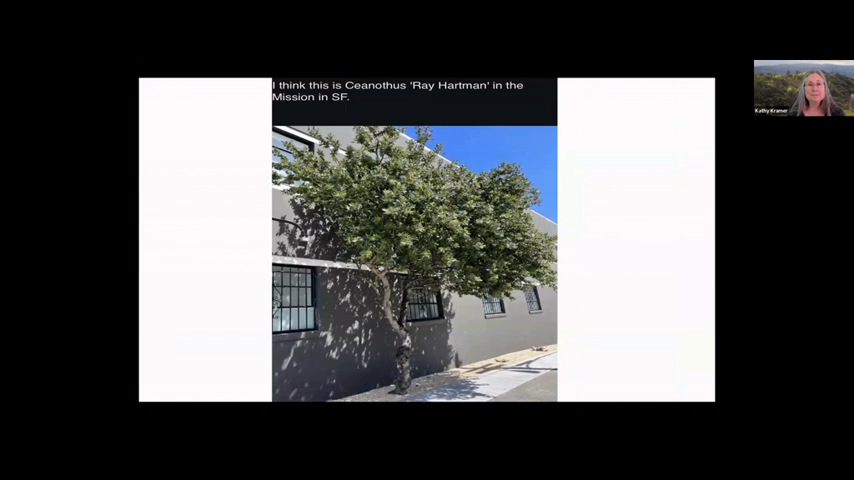 I think this is Ceanothus 'Ray Hartman' in the
Mission in SF.
Kathy Kramer